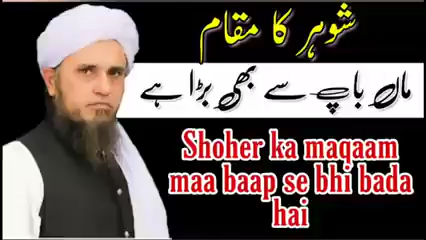 شوہر کا مقام
ماں باپ سے بھی بڑا ہے
Shoher ka maqaam
maa baap se bhi bada
hai